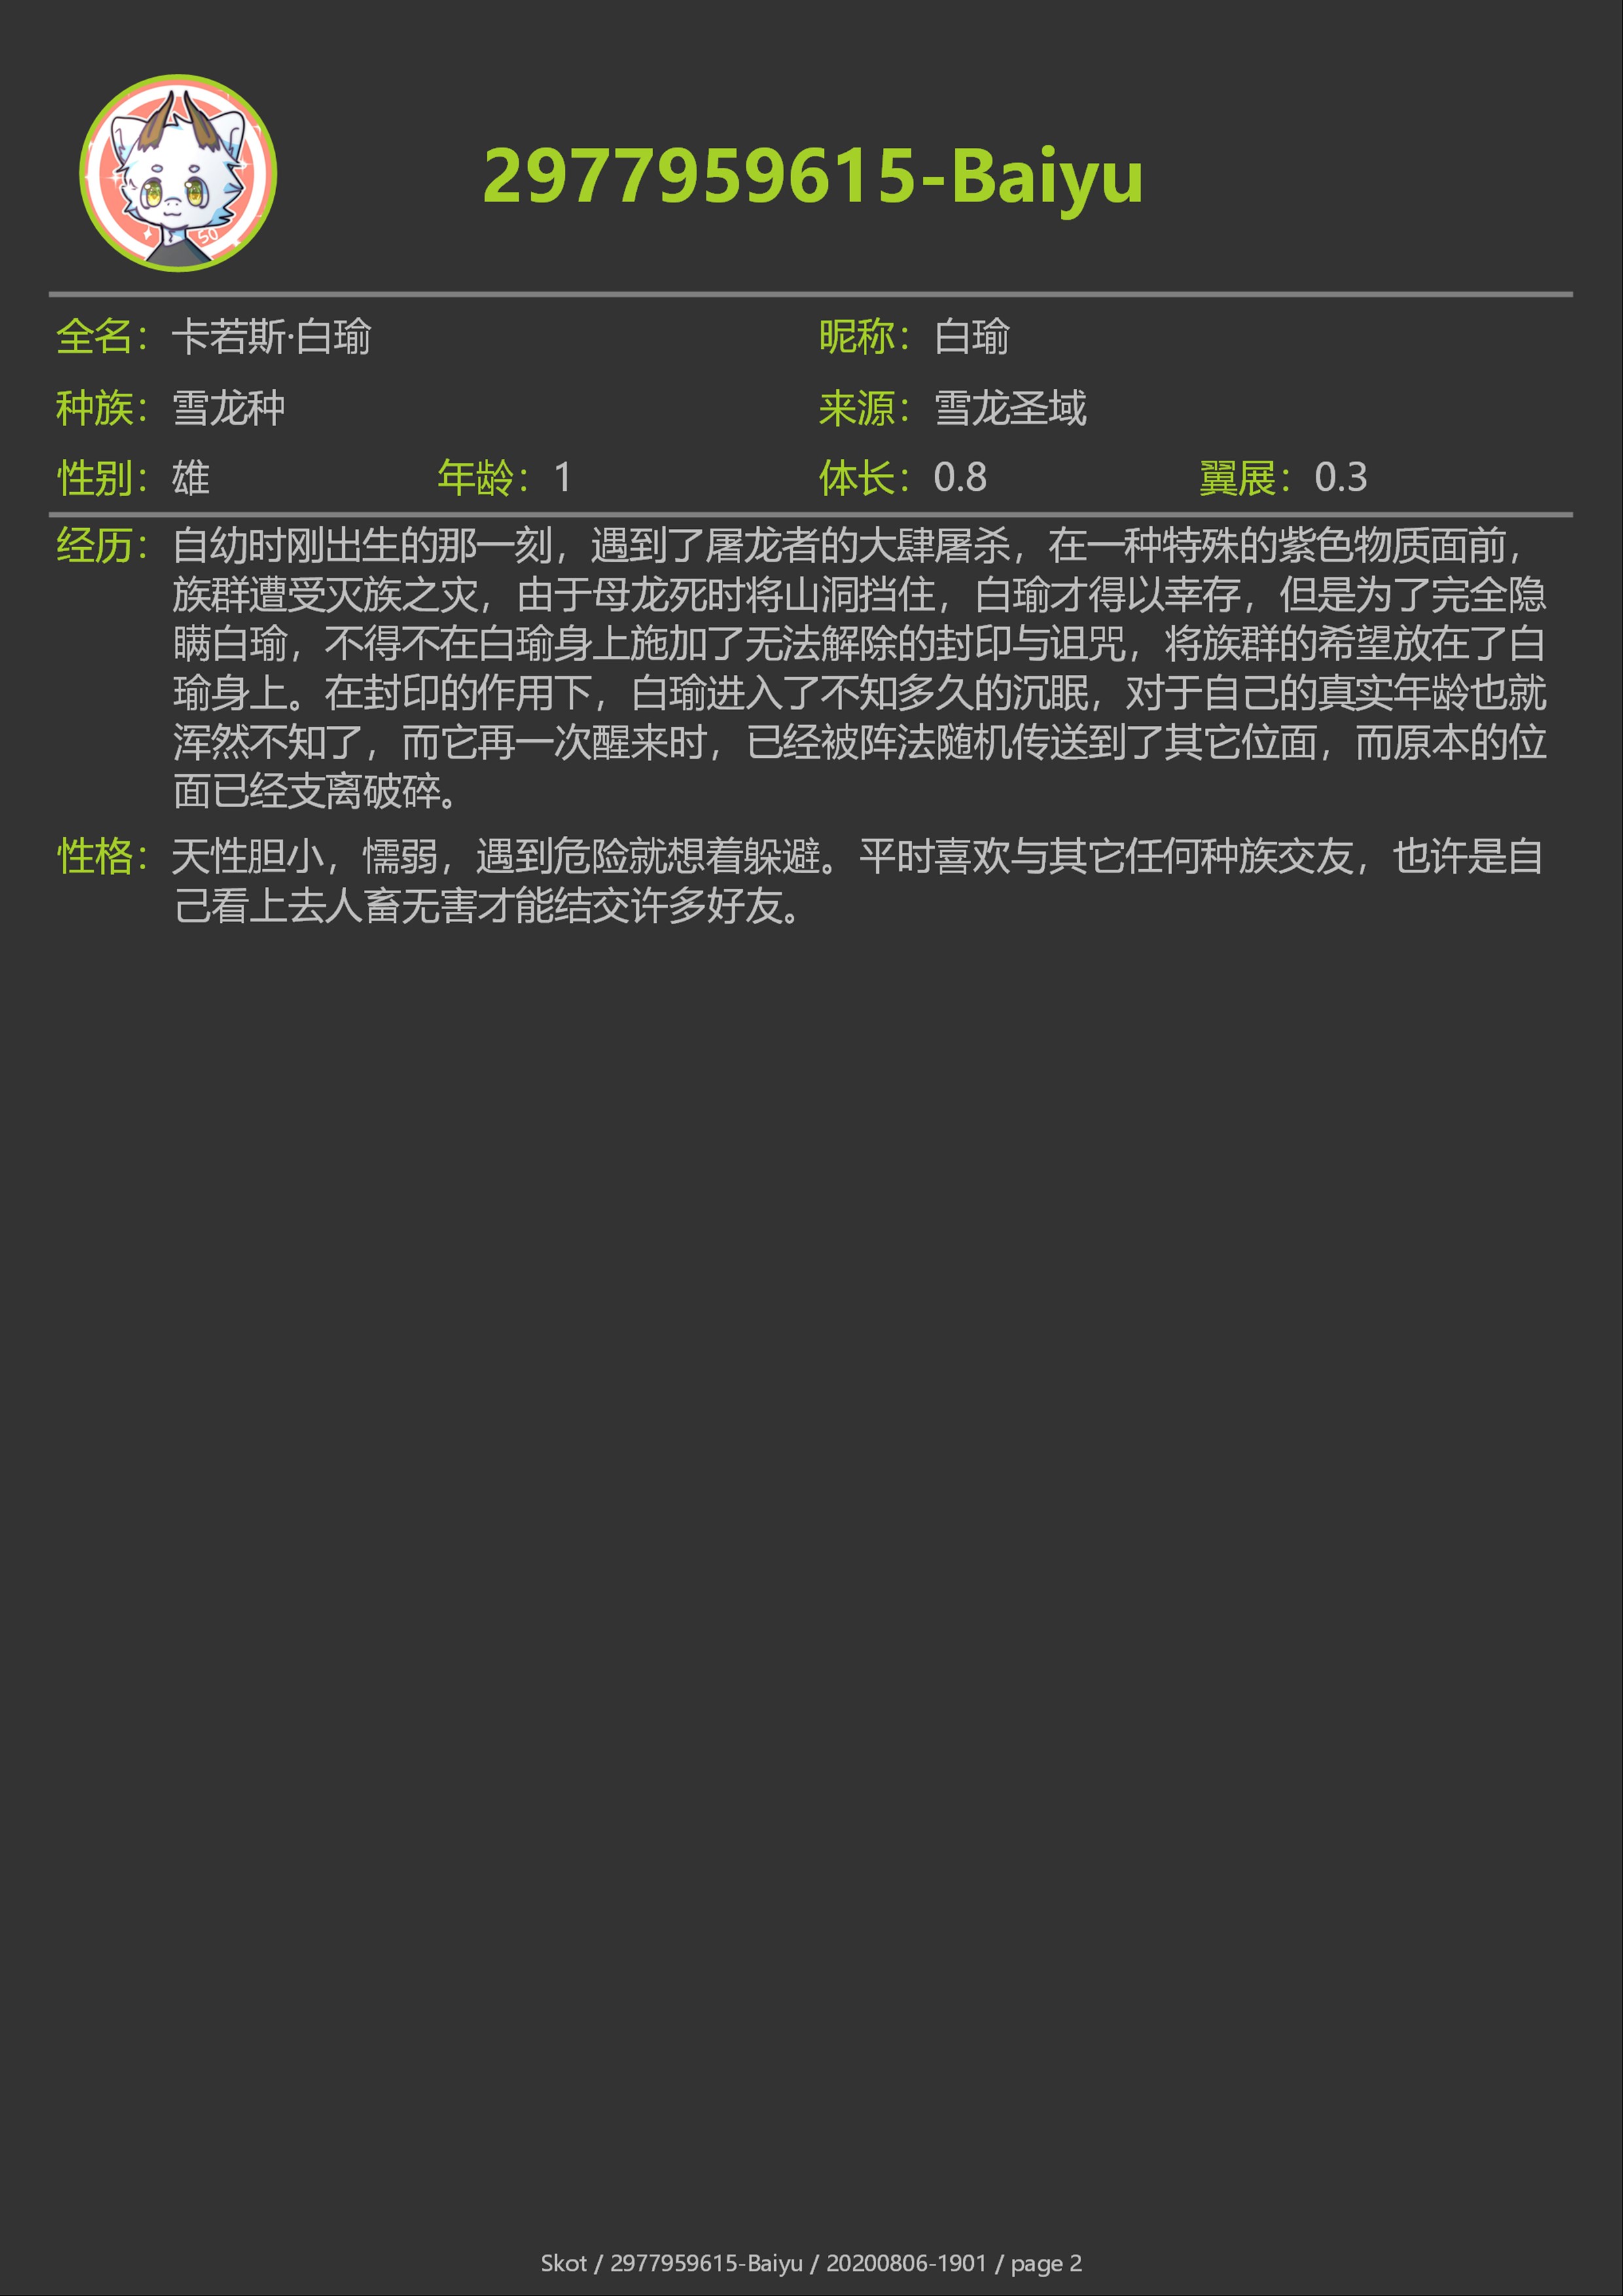 2977959615-Baiyu
50
全名：卡若斯·白瑜 昵称：白瑜
种族：雪龙种 来源：雪龙圣域
性别：雄 年龄：1 体长：0.8 翼展：0.3
经历：自幼时刚出生的那一刻，遇到了屠龙者的大肆屠杀，在一种特殊的紫色物质面前，
族群遭受灭族之灾，由于母龙死时将山洞挡住，白瑜才得以幸存，但是为了完全隐
瞒白瑜，不得不在白瑜身上施加了无法解除的封印与诅咒，将族群的希望放在了白
瑜身上。在封印的作用下，白瑜进入了不知多久的沉眠，对于自己的真实年龄也就
浑然不知了，而它再一次醒来时，已经被阵法随机传送到了其它位面，而原本的位
面已经支离破碎。
性格：天性胆小，懦弱，遇到危险就想着躲避。平时喜欢与其它任何种族交友，也许是自
己看上去人畜无害才能结交许多好友。
Skot / 2977959615-Baiyu / 20200806-1901 / page 2